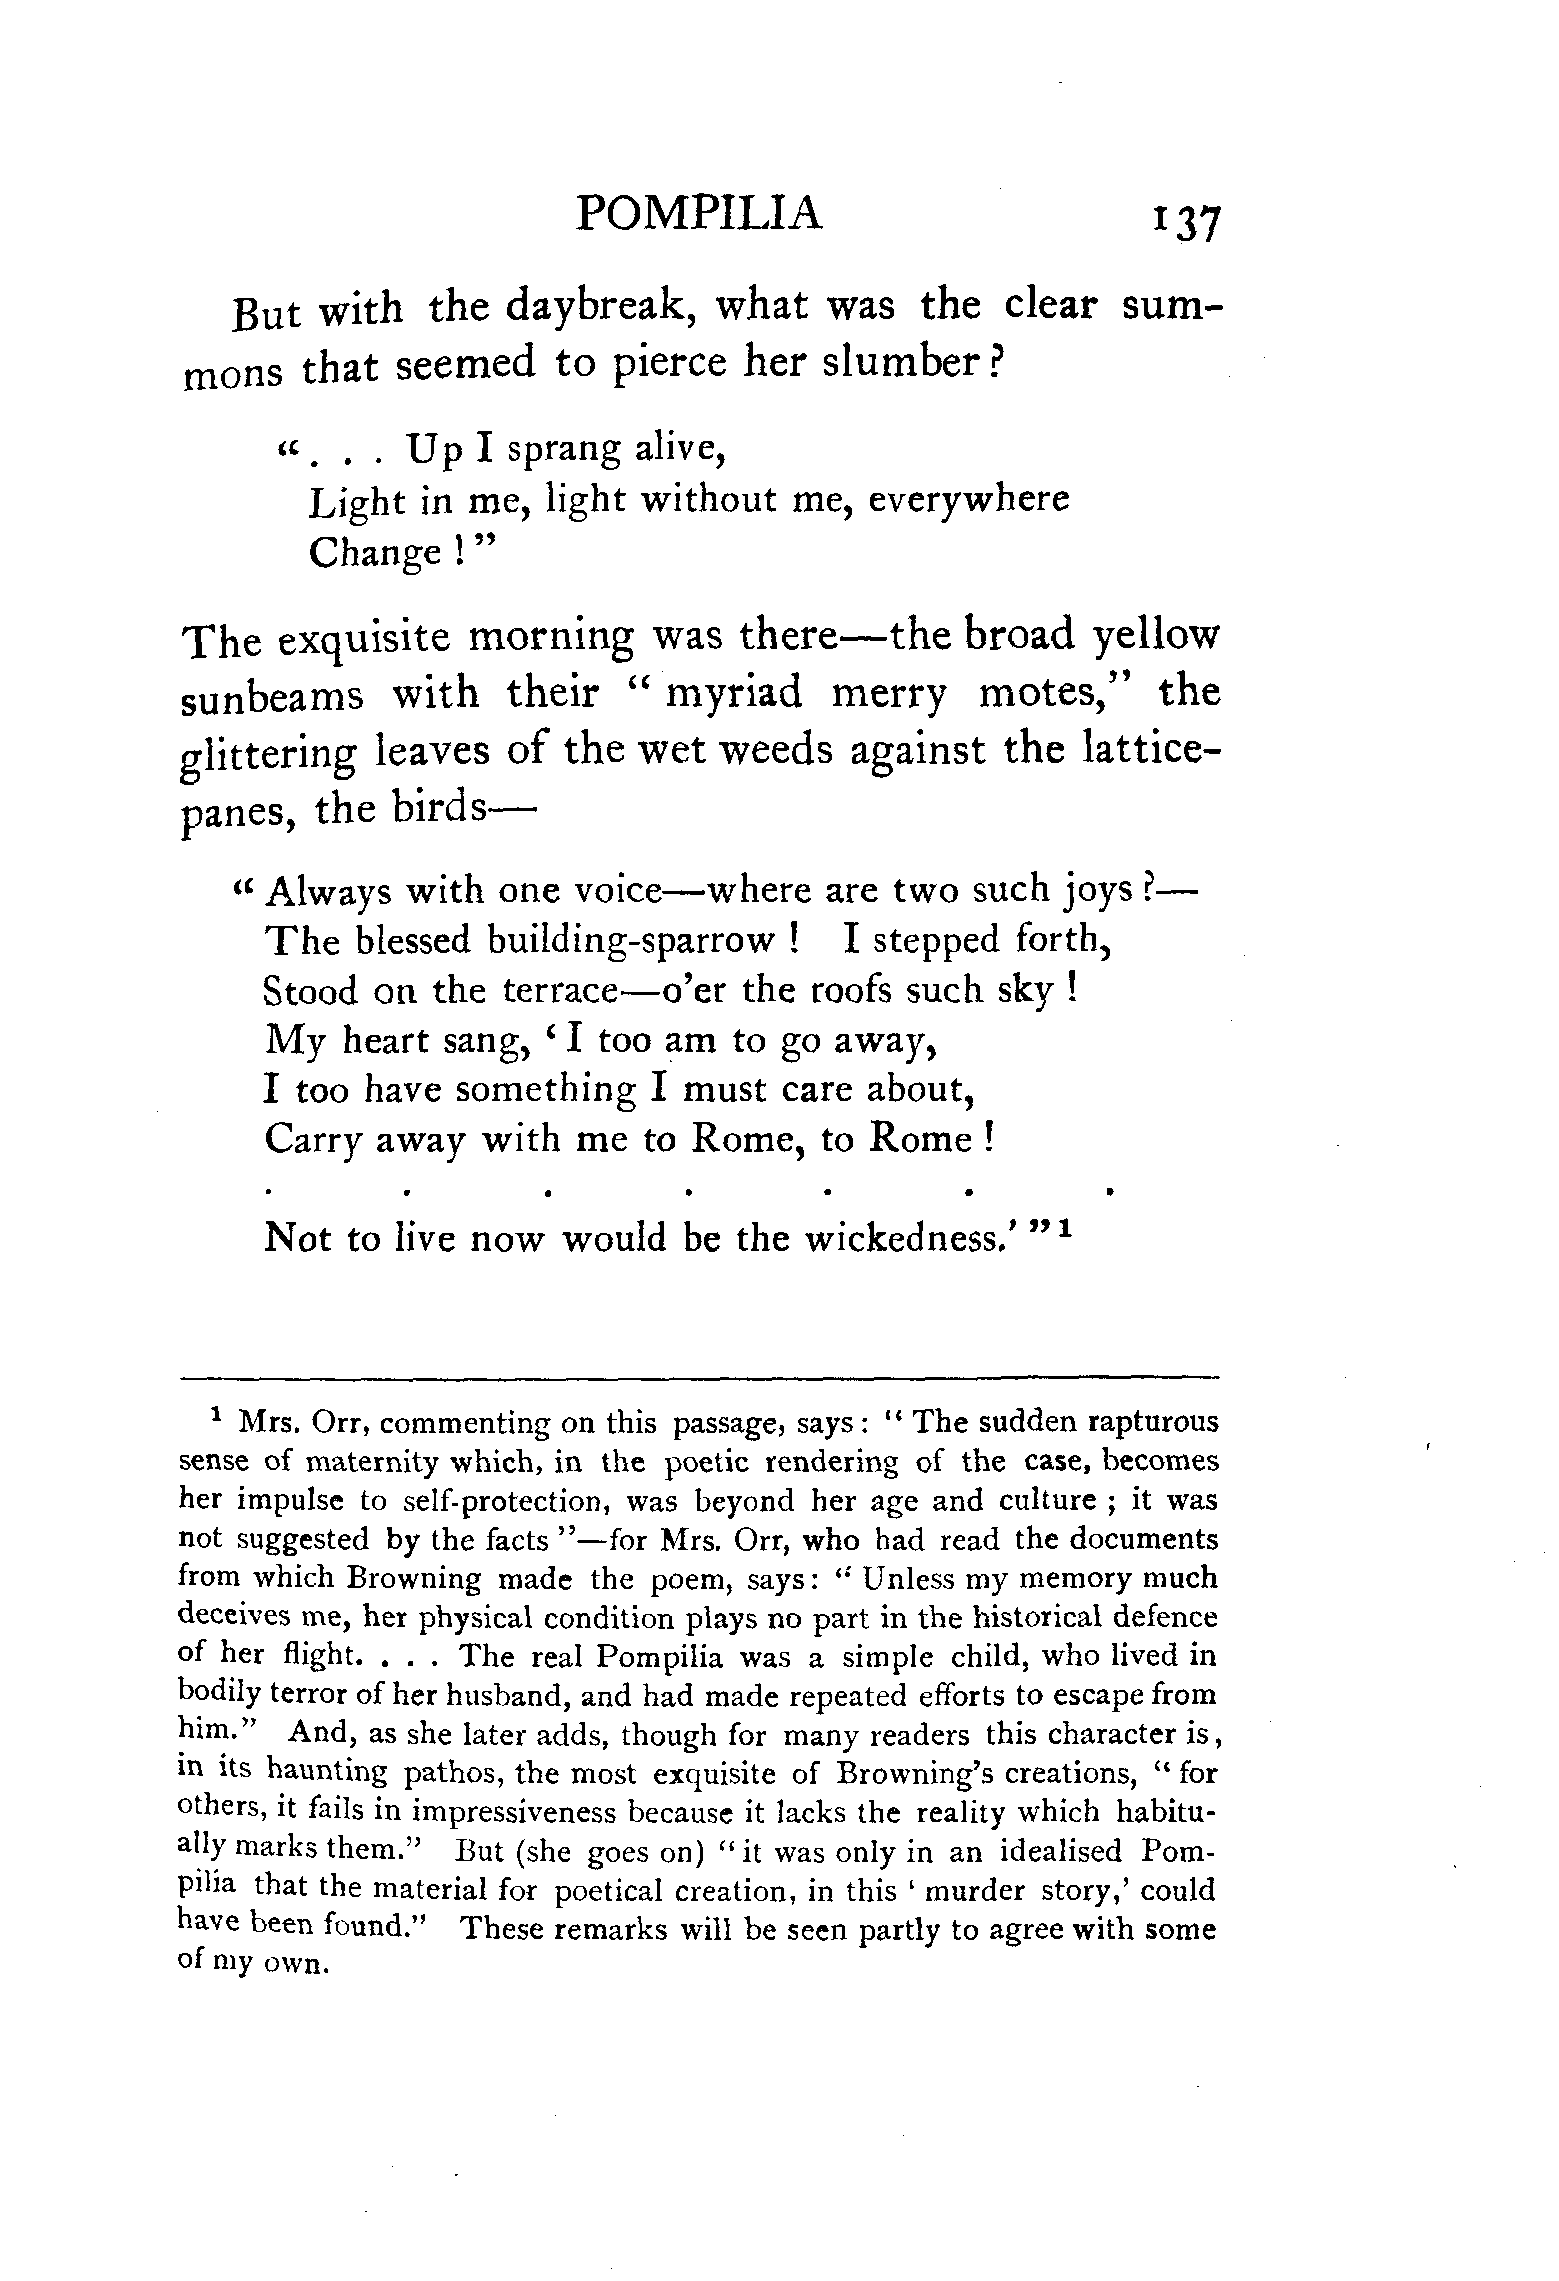 POMPILIA 137
But with the daybreak, what was the clear sum-
mons that seemed to pierce her slumber?
“. . . Up I sprang alive,
Light in me, light without me, everywhere
Change!”
The exquisite morning was there—the broad yellow
sunbeams with their “myriad merry motes,” the
glittering leaves of the wet weeds against the lattice-
panes, the birds—
“Always with one voice—where are two such joys?—
The blessed building-sparrow! I stepped forth,
Stood on the terrace—o’er the roofs such sky!
My heart sang, ‘I too am to go away,
I too have something I must care about,
Carry away with me to Rome, to Rome!
. . . . . . .
Not to live now would be the wickedness.’”1
1 Mrs. Orr, commenting on this passage, says: “The sudden rapturous
sense of maternity which, in the poetic rendering of the case, becomes
her impulse to self-protection, was beyond her age and culture; it was
not suggested by the facts”—for Mrs. Orr, who had read the documents
from which Browning made the poem, says: “Unless my memory much
deceives me, her physical condition plays no part in the historical defence
of her flight. . . . The real Pompilia was a simple child, who lived in
bodily terror of her husband, and had made repeated efforts to escape from
him.” And, as she later adds, though for many readers this character is,
in its haunting pathos, the most exquisite of Browning’s creations, “for
others, it fails in impressiveness because it lacks the reality which habitu-
ally marks them.” But (she goes on) “it was only in an idealised Pom-
pilia that the material for poetical creation, in this ‘murder story,’ could
have been found.” These remarks will be seen partly to agree with some
of my own.